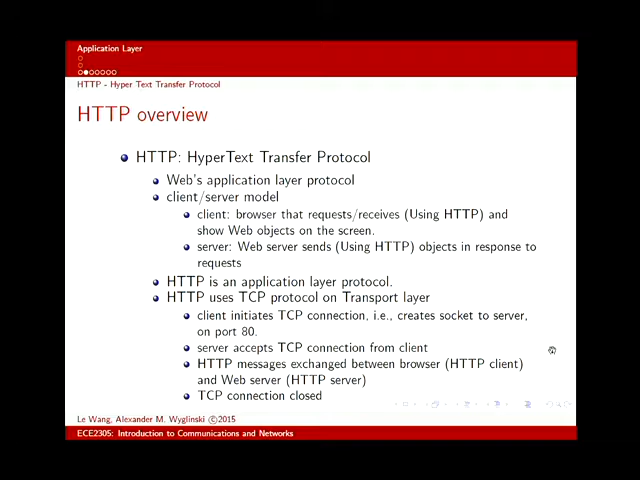 Application Layer
HTTP - Hyper Text Transfer Protocol
HTTP overview
HTTP: HyperText Transfer Protocol
Web's application layer protocol
client/server model
client: browser that requests/receives (Using HTTP) and
show Web objects on the screen.
server: Web server sends (Using HTTP) objects in response to
requests
HTTP is an application layer protocol.
HTTP uses TCP protocol on Transport layer
client initiates TCP connection, i.e., creates socket to server,
on port 80.
server accepts TCP connection from client
HTTP messages exchanged between browser (HTTP client)
and Web server (HTTP server)
TCP connection closed
Le Wang, Alexander M. Wyglinski ©2015
ECE2305: Introduction to Communications and Networks